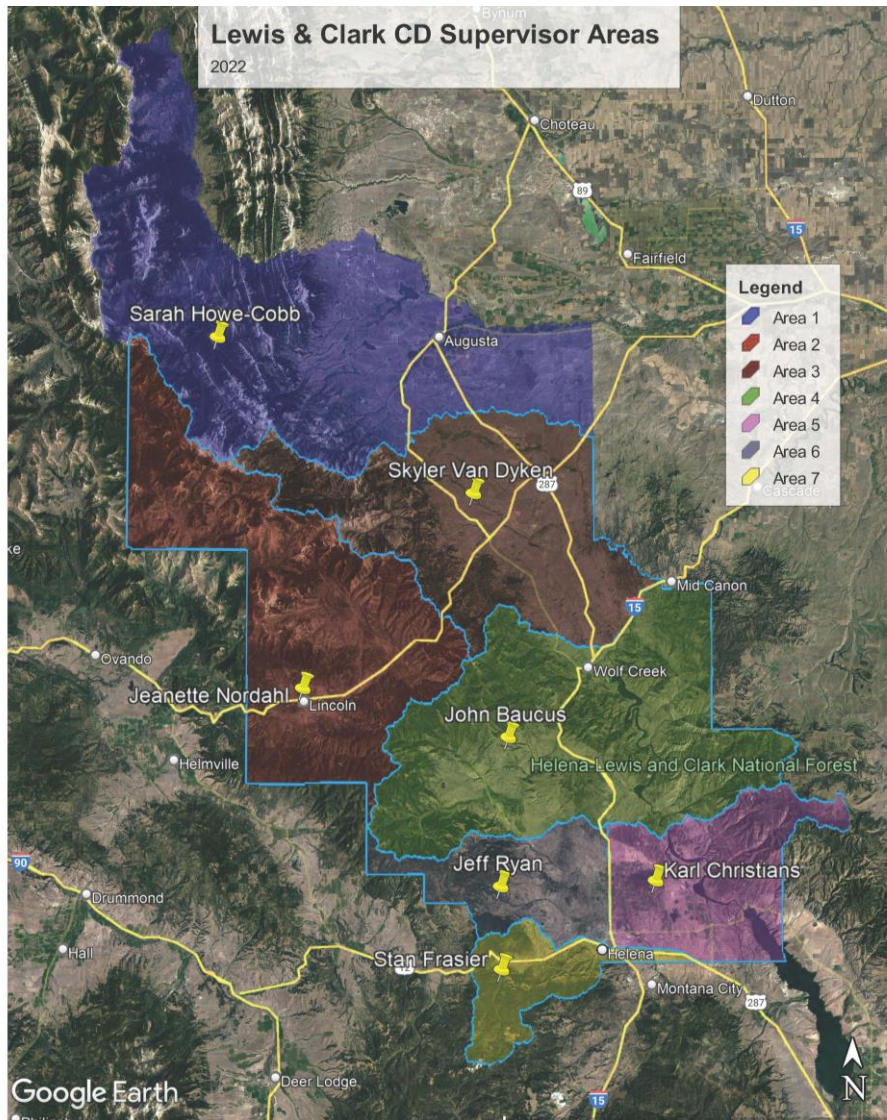 Bynum
Lewis & Clark CD Supervisor Areas
2022
Dutton
Choteau
89
15
Fairfield
Legend
Area 1
Area 2
Area 3
Area 4
Area 5
Area 6
Area 7
Sarah Howe-Cobb
Augusta
Skyler Van Dyken
287
Cascade
Mid Canon
15
Ovando
Wolf Creek
Jeanette Nordahl
Lincoln
John Baucus
Helmville
Helena-Lewis and Clark National Forest
90
Jeff Ryan
Karl Christians
Drummond
Hall
Stan Frasier
12
Helena
Montana City
287
Deer Lodge
15
Google Earth
N